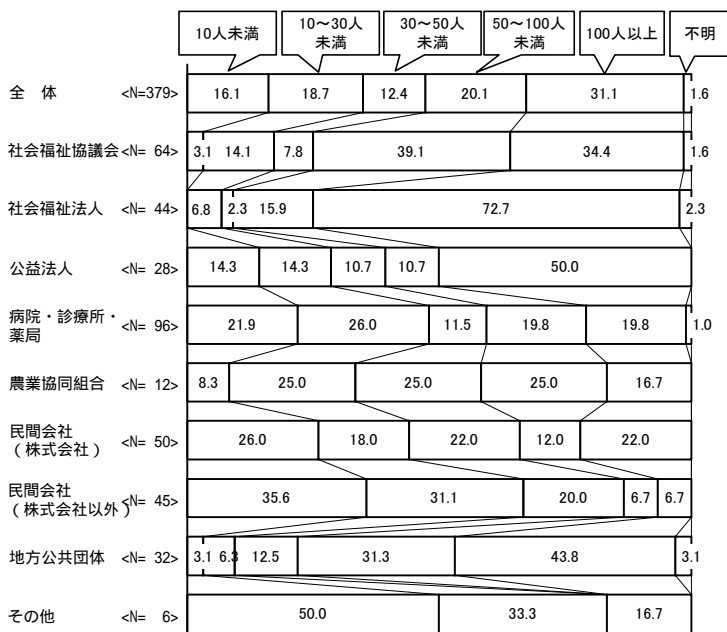 10人未満
10～30人
未満
30～50人
未満
50～100人
未満
100人以上
不明
全　体 <N=379> 16.1 18.7 12.4 20.1 31.1 1.6
社会福祉協議会 <N= 64> 3.1 14.1 7.8 39.1 34.4 1.6
社会福祉法人 <N= 44> 6.8 2.3 15.9 72.7 2.3
公益法人 <N= 28> 14.3 14.3 10.7 10.7 50.0
病院・診療所・
薬局 <N= 96> 21.9 26.0 11.5 19.8 19.8 1.0
農業協同組合 <N= 12> 8.3 25.0 25.0 25.0 16.7
民間会社
（株式会社） <N= 50> 26.0 18.0 22.0 12.0 22.0
民間会社
（株式会社以外） <N= 45> 35.6 31.1 20.0 6.7 6.7
地方公共団体 <N= 32> 3.1 6.3 12.5 31.3 43.8 3.1
その他 <N= 6> 50.0 33.3 16.7